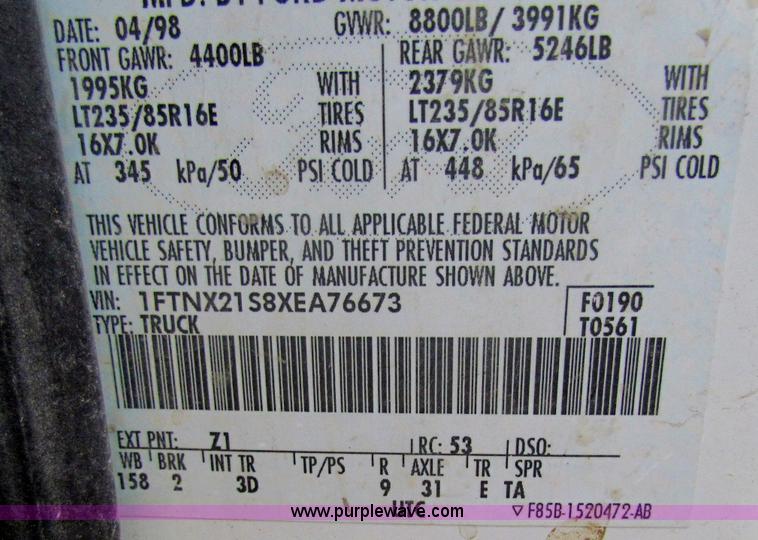 MFD. BY FORD MOTOR
DATE: 04/98 GVWR: 8800LB/ 3991KG
FRONT GAWR: 4400LB REAR GAWR: 5246LB
1995KG WITH 2379KG WITH
LT235/85R16E TIRES LT235/85R16E TIRES
16X7.0K RIMS 16X7.0K RIMS
AT 345 kPa/50 PSI COLD AT 448 kPa/65 PSI COLD
THIS VEHICLE CONFORMS TO ALL APPLICABLE FEDERAL MOTOR
VEHICLE SAFETY, BUMPER, AND THEFT PREVENTION STANDARDS
IN EFFECT ON THE DATE OF MANUFACTURE SHOWN ABOVE.
VIN: 1FTNX21S8XEA76673 F0190
TYPE: TRUCK T0561
EXT PNT: Z1 RC: 53 DSO:
WB BRK INT TR TP/PS R AXLE TR SPR
158 2 3D 9 31 E TA
UTC ▽ F85B-1520472-AB
www.purplewave.com